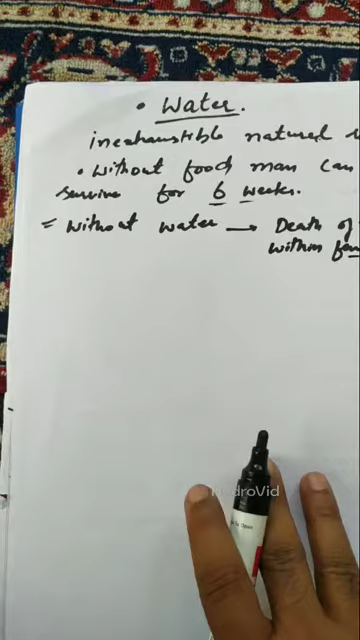 • Water.
inexhaustible natural
• without food man can
survive for 6 weeks.
= without water → Death of
within